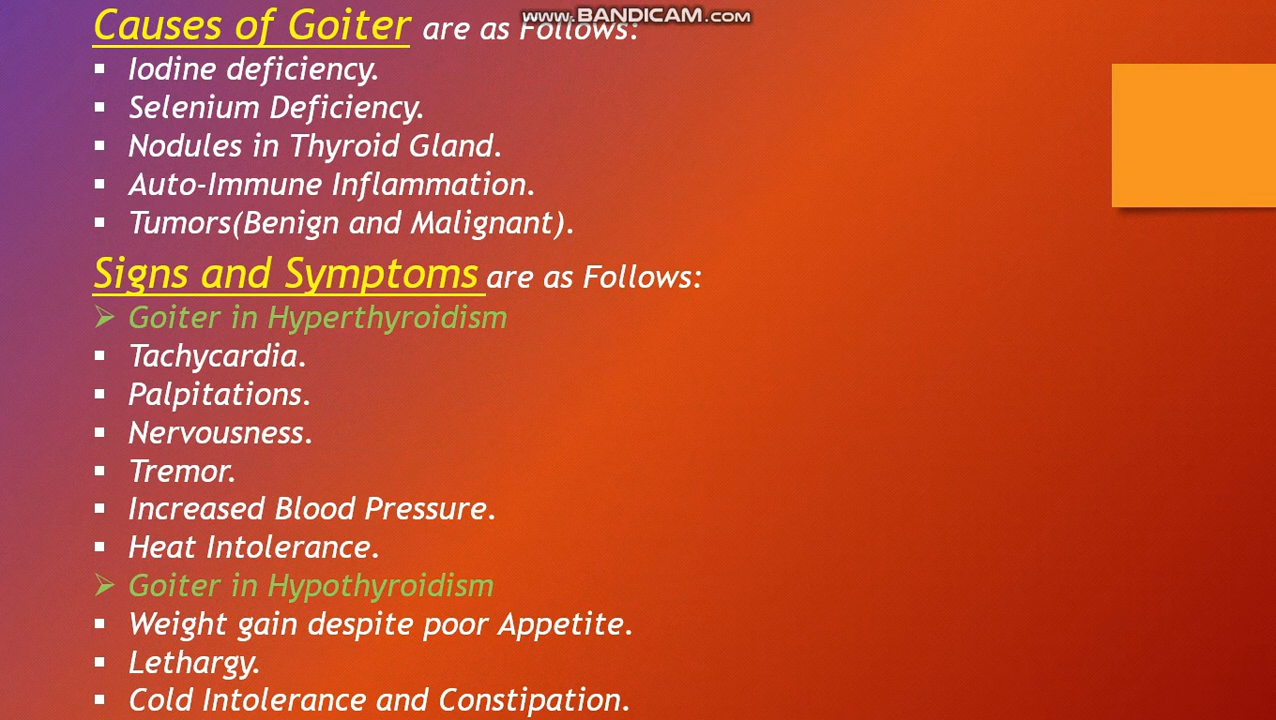 www.BANDICAM.com
Causes of Goiter are as Follows:
▪ Iodine deficiency.
▪ Selenium Deficiency.
▪ Nodules in Thyroid Gland.
▪ Auto-Immune Inflammation.
▪ Tumors(Benign and Malignant).
Signs and Symptoms are as Follows:
➢ Goiter in Hyperthyroidism
▪ Tachycardia.
▪ Palpitations.
▪ Nervousness.
▪ Tremor.
▪ Increased Blood Pressure.
▪ Heat Intolerance.
➢ Goiter in Hypothyroidism
▪ Weight gain despite poor Appetite.
▪ Lethargy.
▪ Cold Intolerance and Constipation.